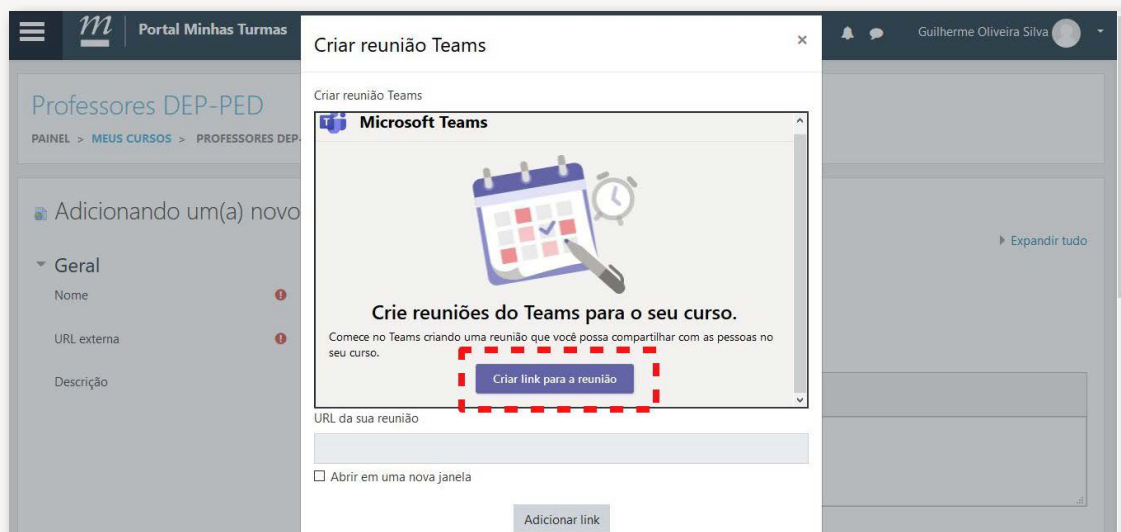 m Portal Minhas Turmas
Guilherme Oliveira Silva
Professores DEP-PED
PAINEL > MEUS CURSOS > PROFESSORES DEP-
Adicionando um(a) novo
Expandir tudo
Geral
Nome
URL externa
Descrição
Criar reunião Teams ×
Criar reunião Teams
T Microsoft Teams
Crie reuniões do Teams para o seu curso.
Comece no Teams criando uma reunião que você possa compartilhar com as pessoas no
seu curso.
Criar link para a reunião
URL da sua reunião
Abrir em uma nova janela
Adicionar link